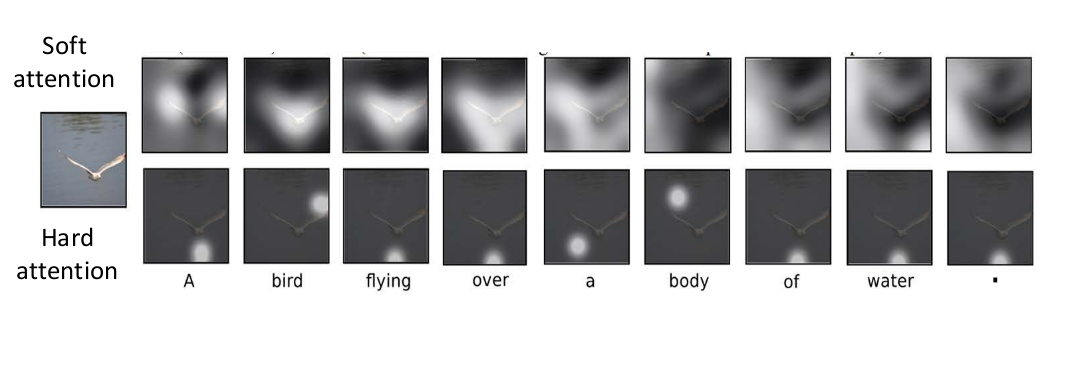 Soft
attention
Hard
attention
A bird flying over a body of water .